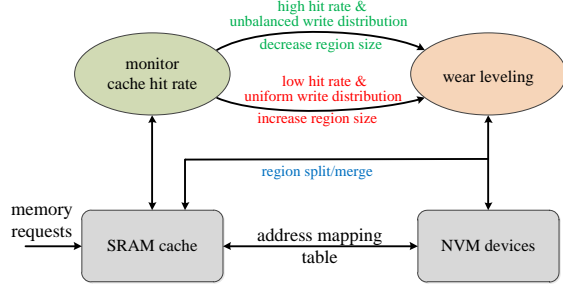 high hit rate &
unbalanced write distribution
decrease region size
monitor
cache hit rate
wear leveling
low hit rate &
uniform write distribution
increase region size
region split/merge
memory
requests
SRAM cache
address mapping
table
NVM devices